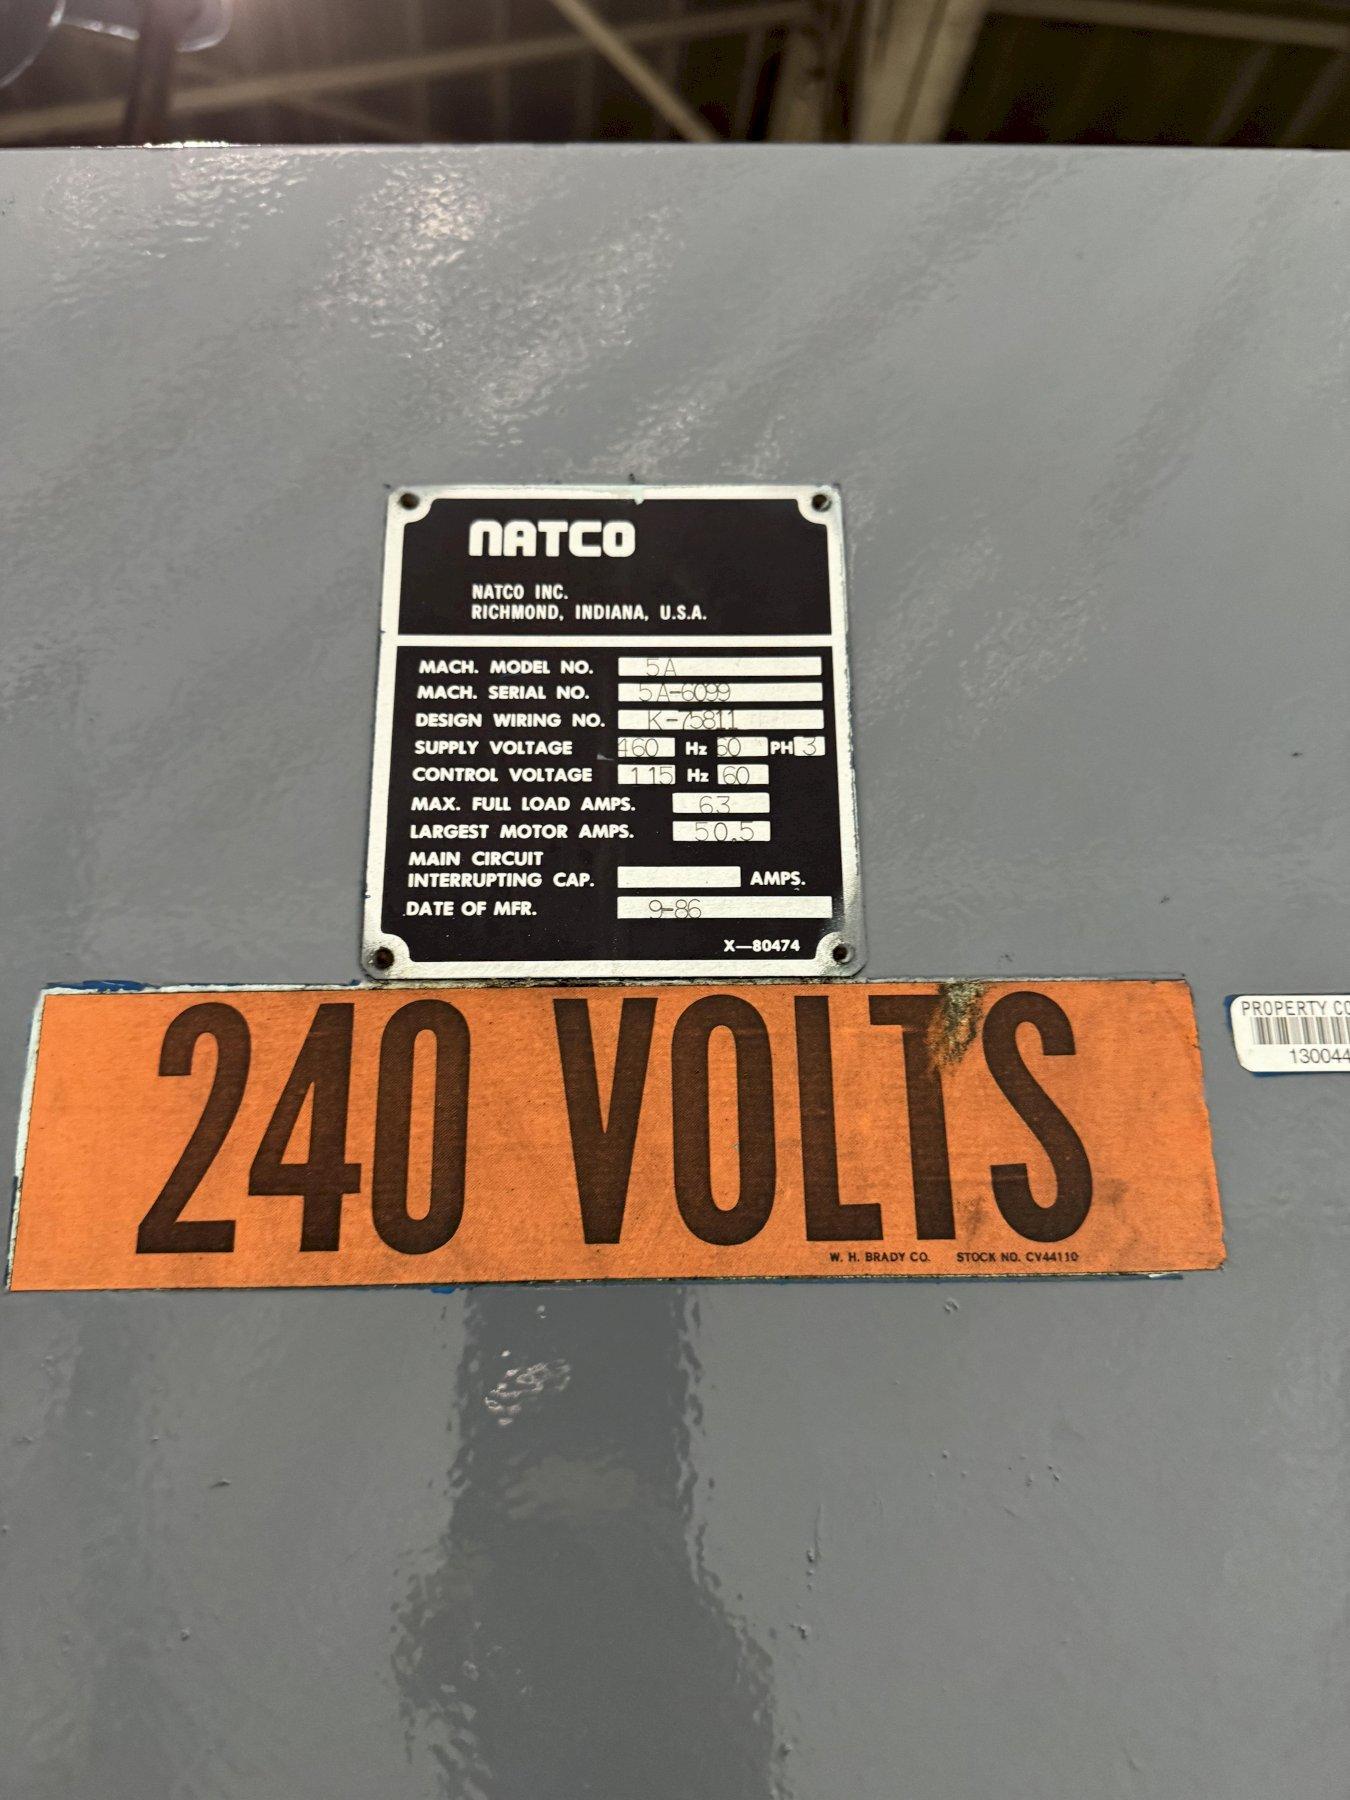 NATCO
NATCO INC.
RICHMOND, INDIANA, U.S.A.
MACH. MODEL NO. 5A
MACH. SERIAL NO. 5A-6099
DESIGN WIRING NO. K-75811
SUPPLY VOLTAGE 460 Hz 60 PH 3
CONTROL VOLTAGE 115 Hz 60
MAX. FULL LOAD AMPS. 63
LARGEST MOTOR AMPS. 50.5
MAIN CIRCUIT
INTERRUPTING CAP. AMPS.
DATE OF MFR. 9-86
X—80474
240 VOLTS
W. H. BRADY CO. STOCK NO. CV44110
PROPERTY CO
130044